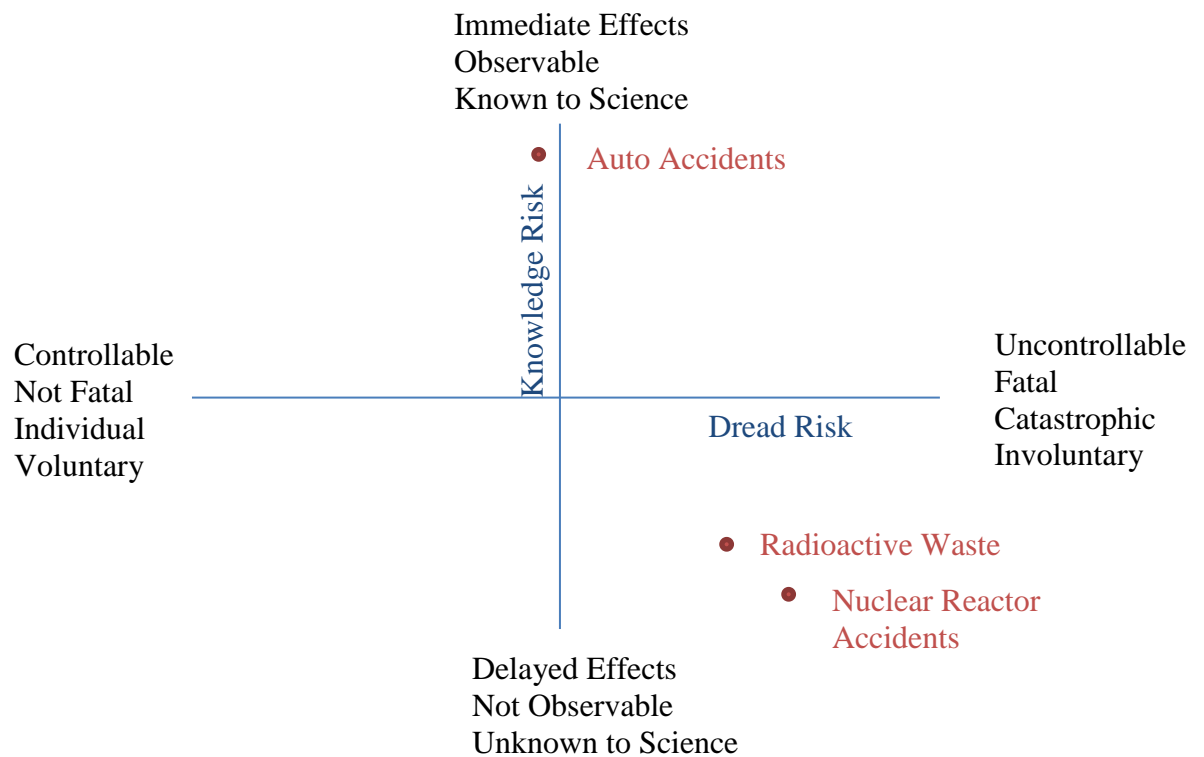 Immediate Effects
Observable
Known to Science
Auto Accidents
Knowledge Risk
Controllable
Not Fatal
Individual
Voluntary
Uncontrollable
Fatal
Catastrophic
Involuntary
Dread Risk
Radioactive Waste
Nuclear Reactor
Accidents
Delayed Effects
Not Observable
Unknown to Science